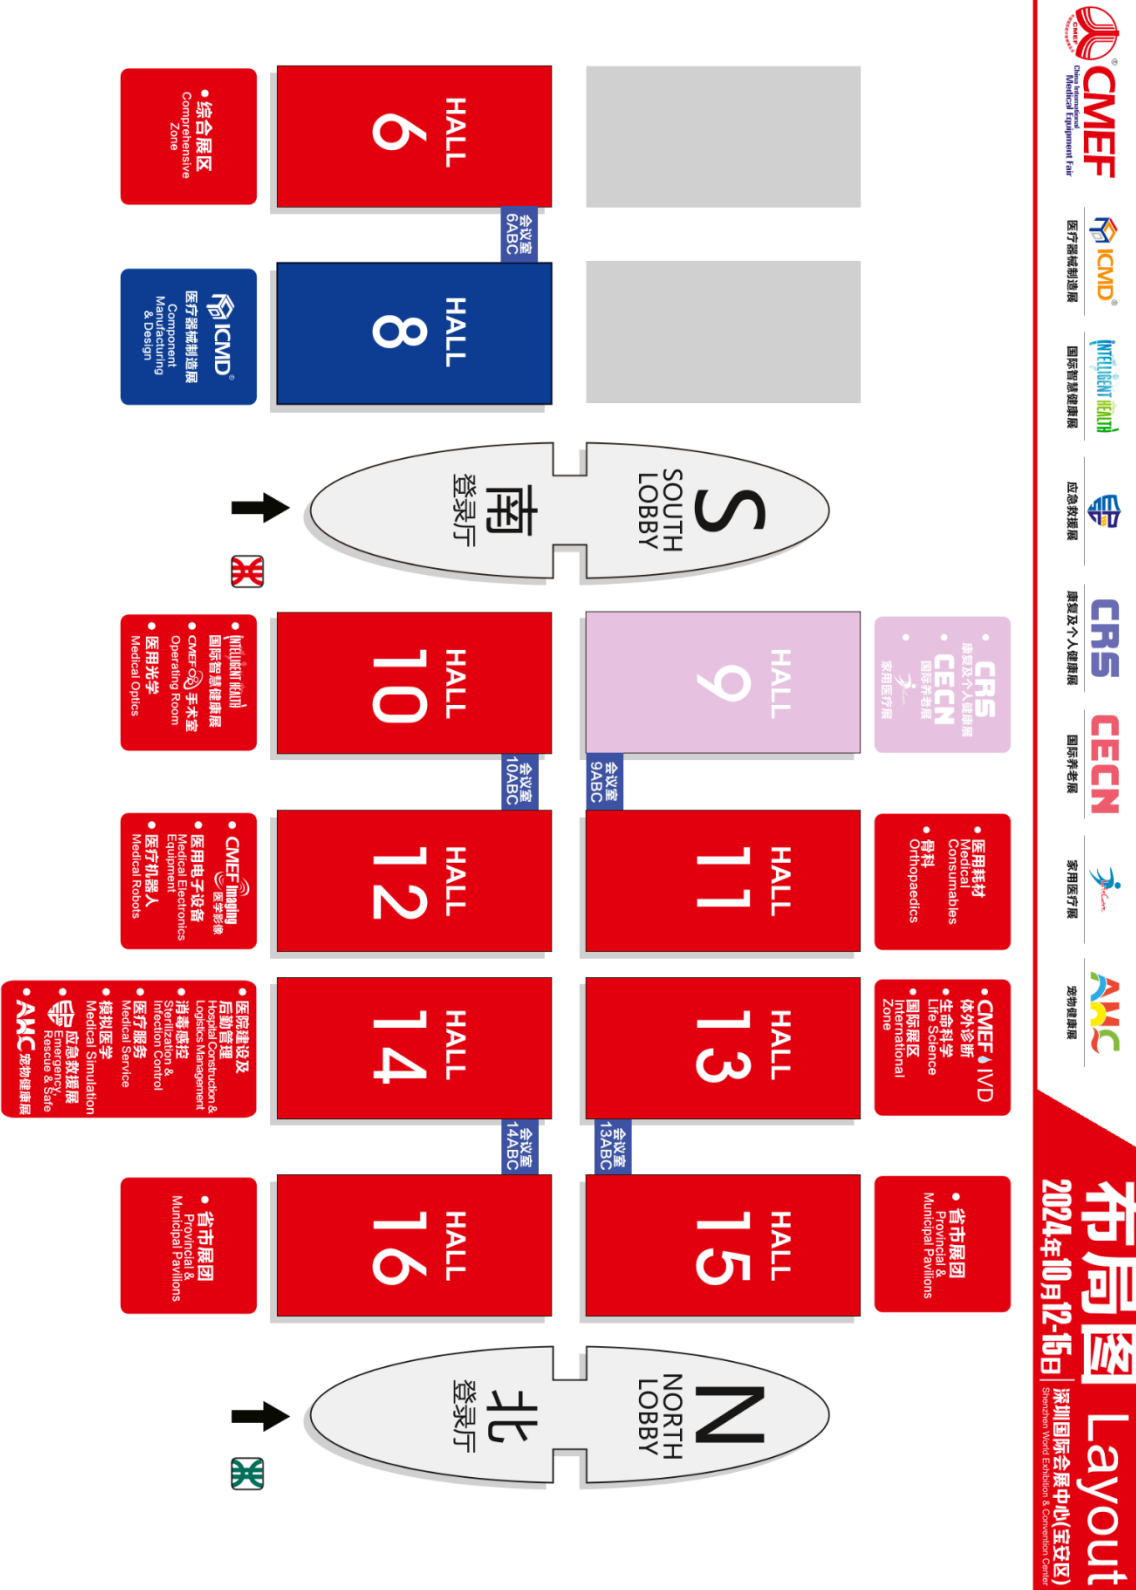 CMEF®
China International
Medical Equipment Fair
ICMD®
医疗器械制造展
INTELLIGENT HEALTH
国际智慧健康展
应急救援展
CRS
康复及个人健康展
CECN
国际养老展
家用医疗展
AWC
宠物健康展
布局图 Layout
2024年10月12-15日
深圳国际会展中心(宝安区)
Shenzhen World Exhibition & Convention Center
CRS
康复及个人健康展
CECN
国际养老展
家用医疗展
医用耗材
Medical
Consumables
骨科
Orthopaedics
CMEF IVD
体外诊断
生命科学
Life Science
国际展区
International
Zone
省市展团
Provincial &
Municipal Pavilions
SOUTH
LOBBY
S
HALL
9
会议室
9ABC
HALL
11
HALL
13
会议室
13ABC
HALL
15
N
NORTH
LOBBY
HALL
6
会议室
6ABC
HALL
8
南
登录厅
HALL
10
会议室
10ABC
HALL
12
HALL
14
会议室
14ABC
HALL
16
北
登录厅
综合展区
Comprehensive
Zone
ICMD®
医疗器械制造展
Component
Manufacturing
& Design
INTELLIGENT HEALTH
国际智慧健康展
CMEF 手术室
Operating Room
医用光学
Medical Optics
CMEF Imaging
医学影像
医用电子设备
Medical Electronics
Equipment
医疗机器人
Medical Robots
医院建设及
后勤管理
Hospital Construction &
Logistics Management
消毒感控
Sterilization &
Infection Control
医疗服务
Medical Service
模拟医学
Medical Simulation
应急救援展
Emergency,
Rescue & Safe
AWC 宠物健康展
省市展团
Provincial &
Municipal Pavilions